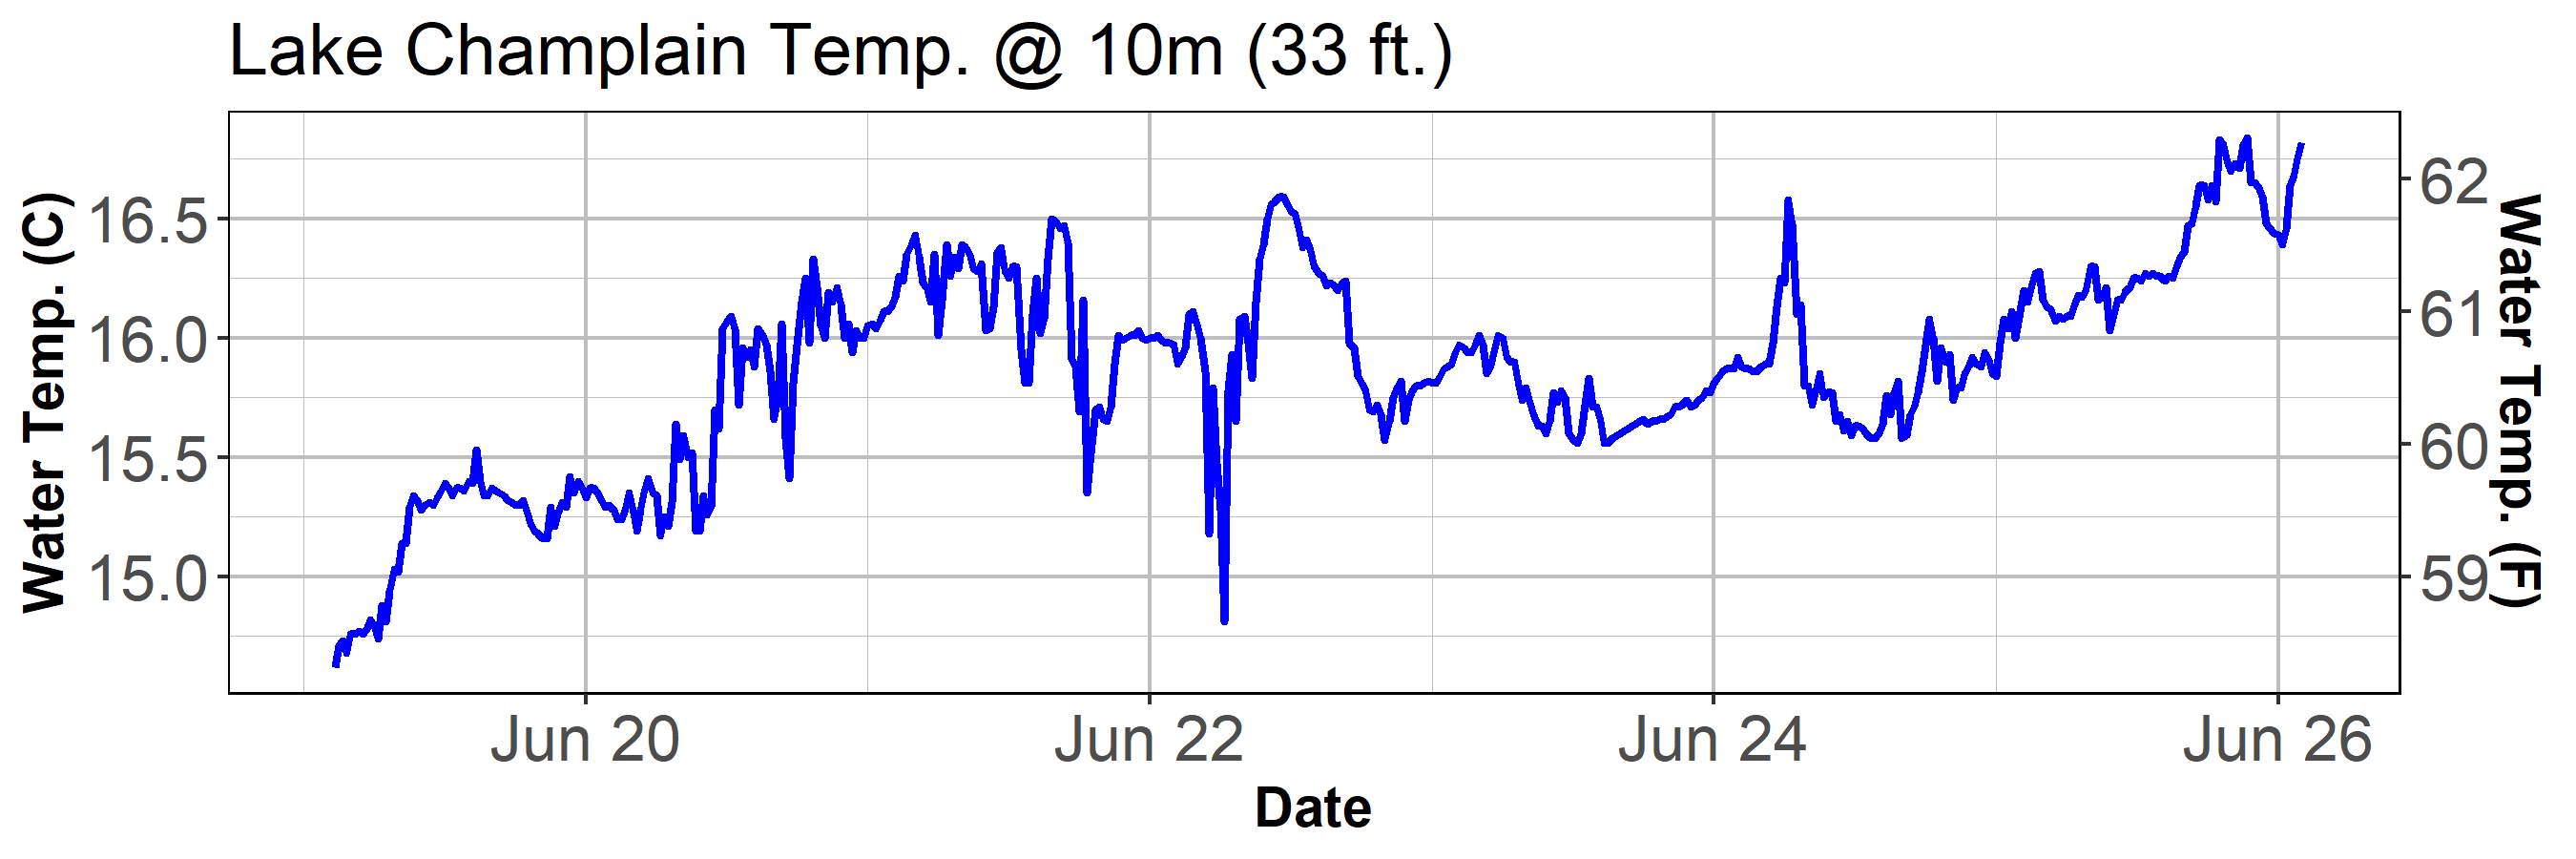 Lake Champlain Temp. @ 10m (33 ft.)
Water Temp. (C)
16.5
16.0
15.5
15.0
62
61
60
59
Water Temp. (F)
Jun 20 Jun 22 Jun 24 Jun 26
Date